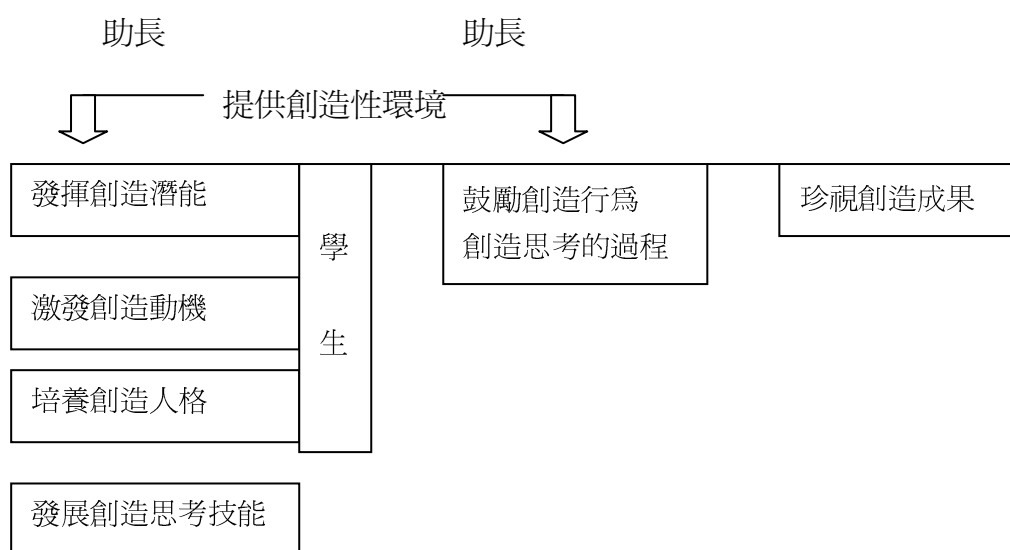 助長
助長
提供創造性環境
發揮創造潛能
學
生
鼓勵創造行為
創造思考的過程
珍視創造成果
激發創造動機
培養創造人格
發展創造思考技能